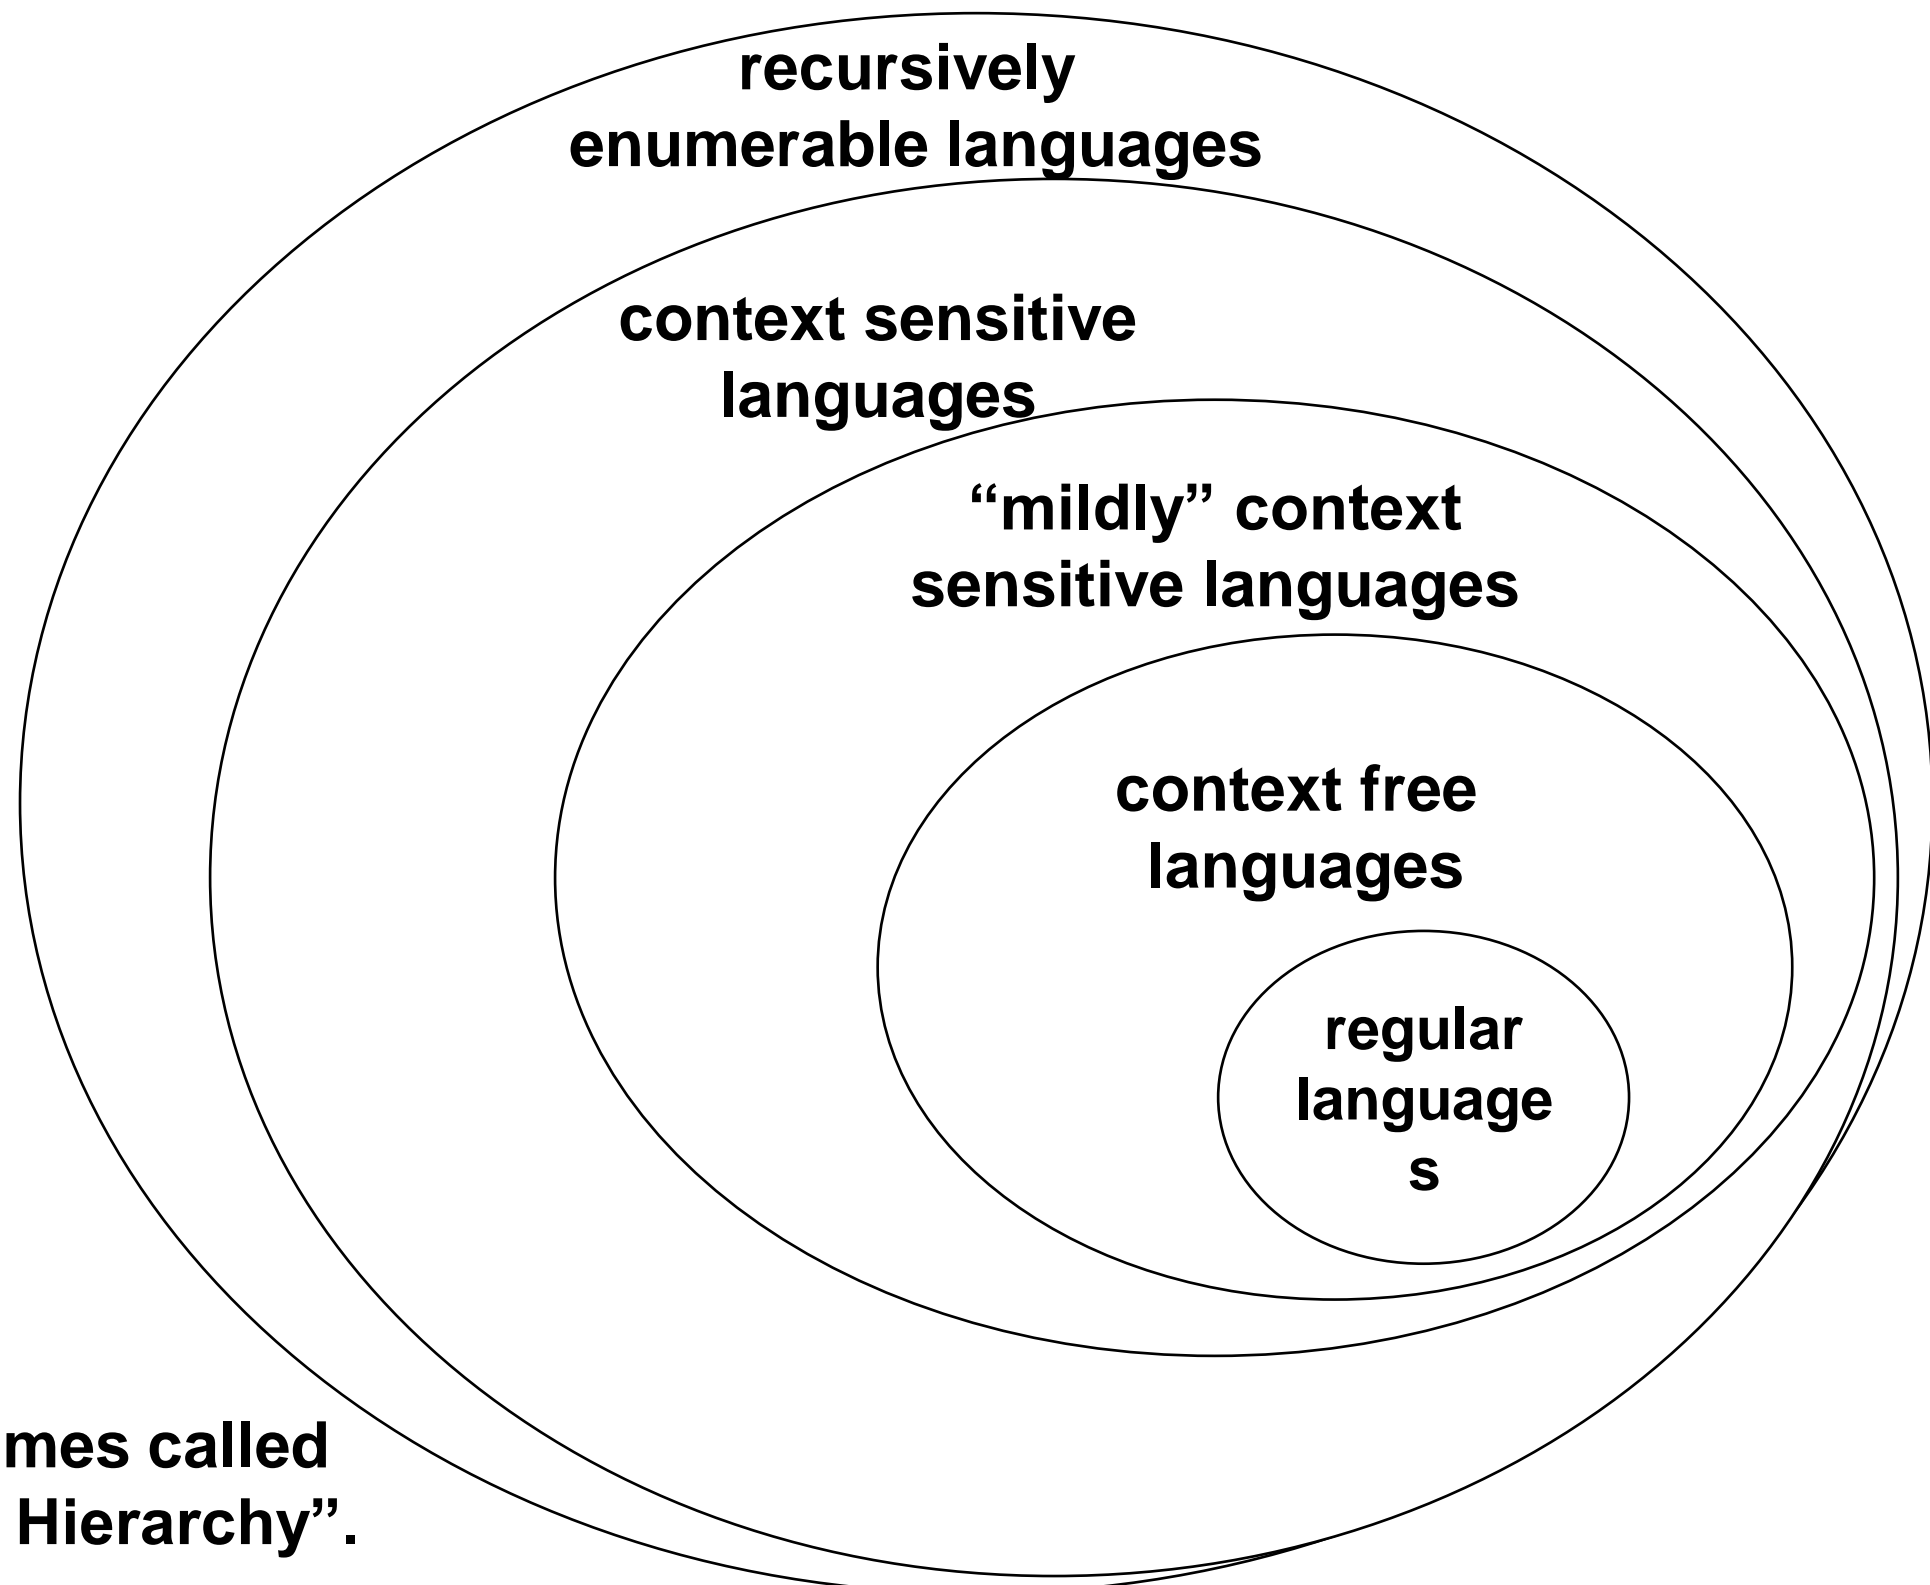 recursively
enumerable languages
context sensitive
languages
“mildly” context
sensitive languages
context free
languages
regular
language
s
mes called
Hierarchy”.